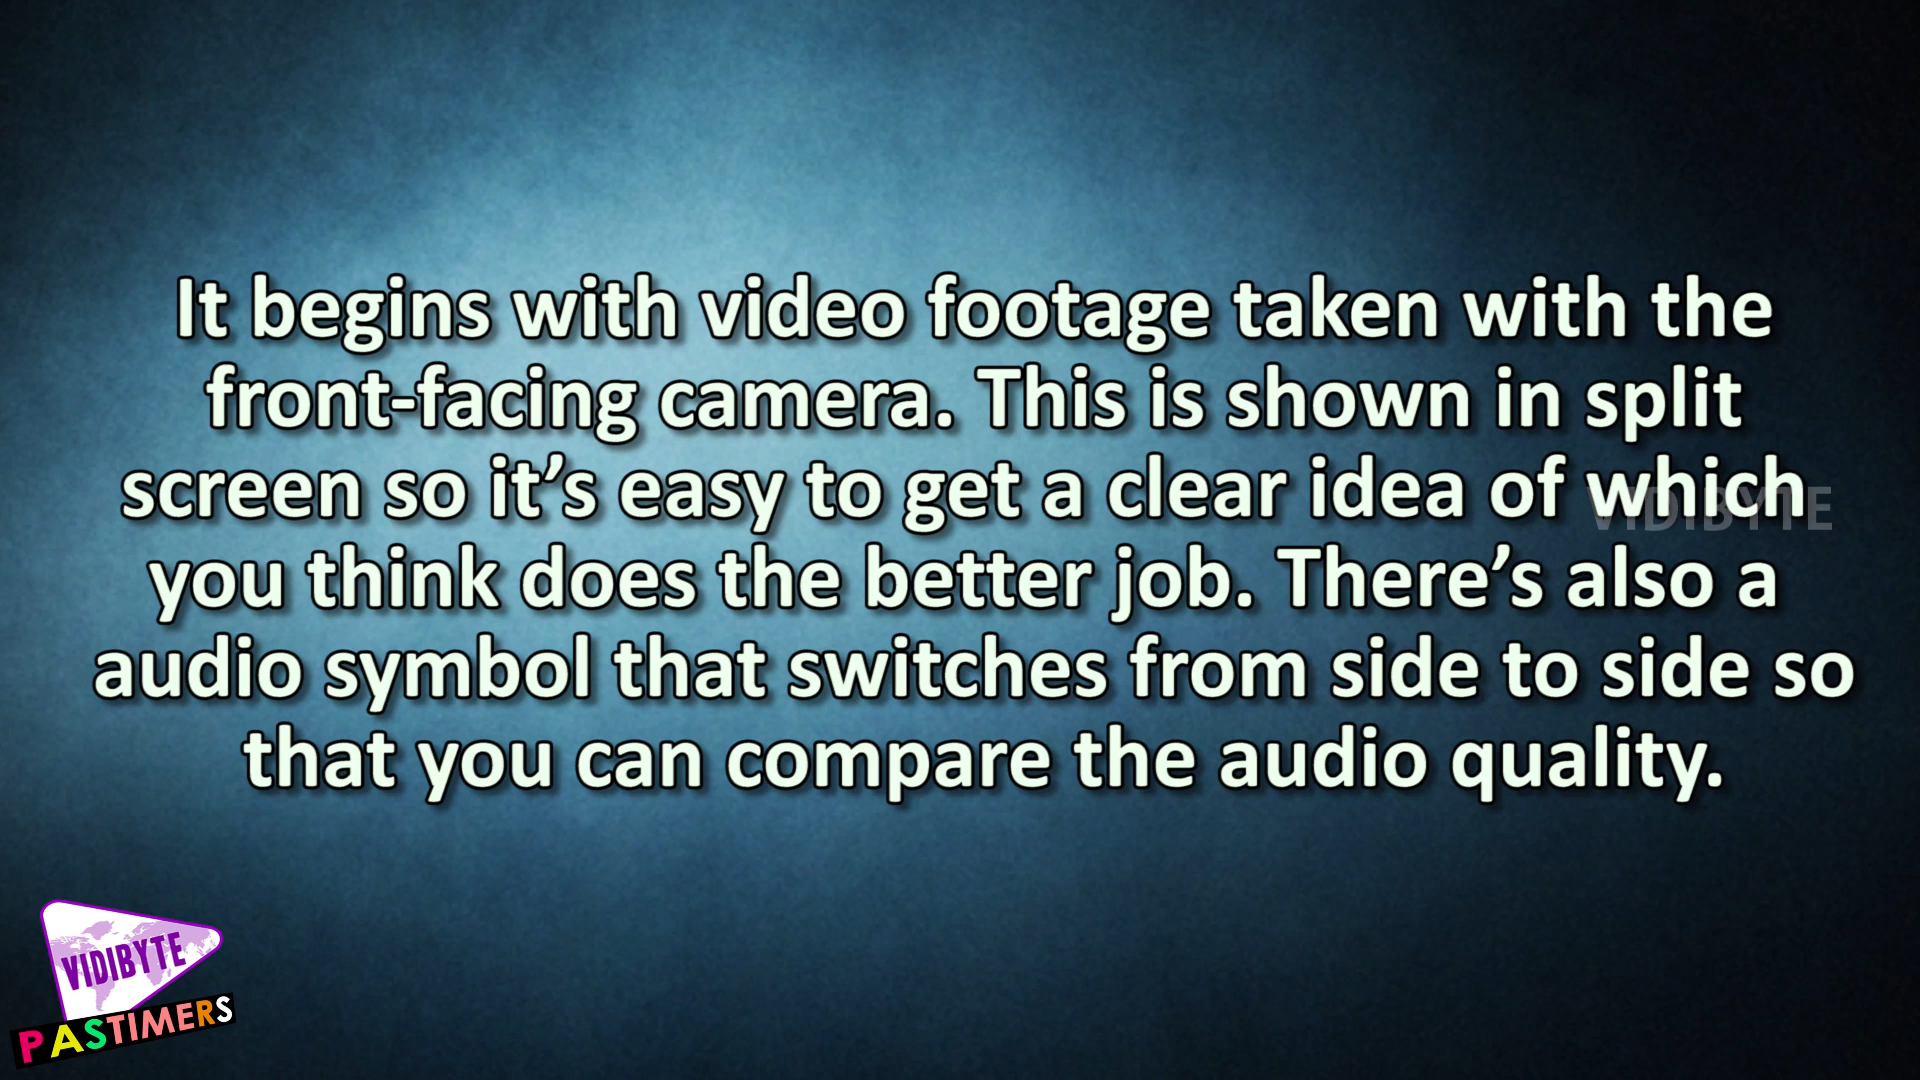 It begins with video footage taken with the
front-facing camera. This is shown in split
screen so it’s easy to get a clear idea of which
VIDIBYTE
you think does the better job. There’s also a
audio symbol that switches from side to side so
that you can compare the audio quality.
VIDIBYTE
PASTIMERS